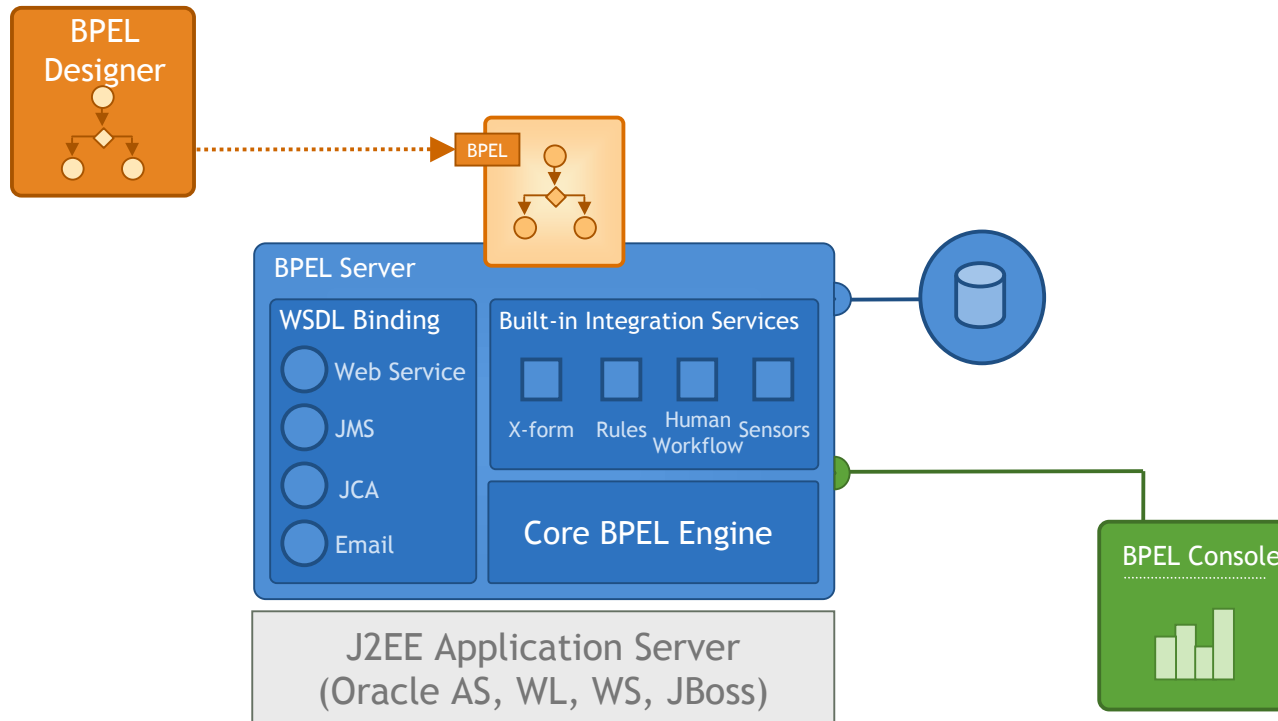 BPEL
Designer
BPEL
BPEL Server
WSDL Binding
Web Service
JMS
JCA
Email
Built-in Integration Services
X-form
Rules
Human
Workflow
Sensors
Core BPEL Engine
BPEL Console
J2EE Application Server
(Oracle AS, WL, WS, JBoss)